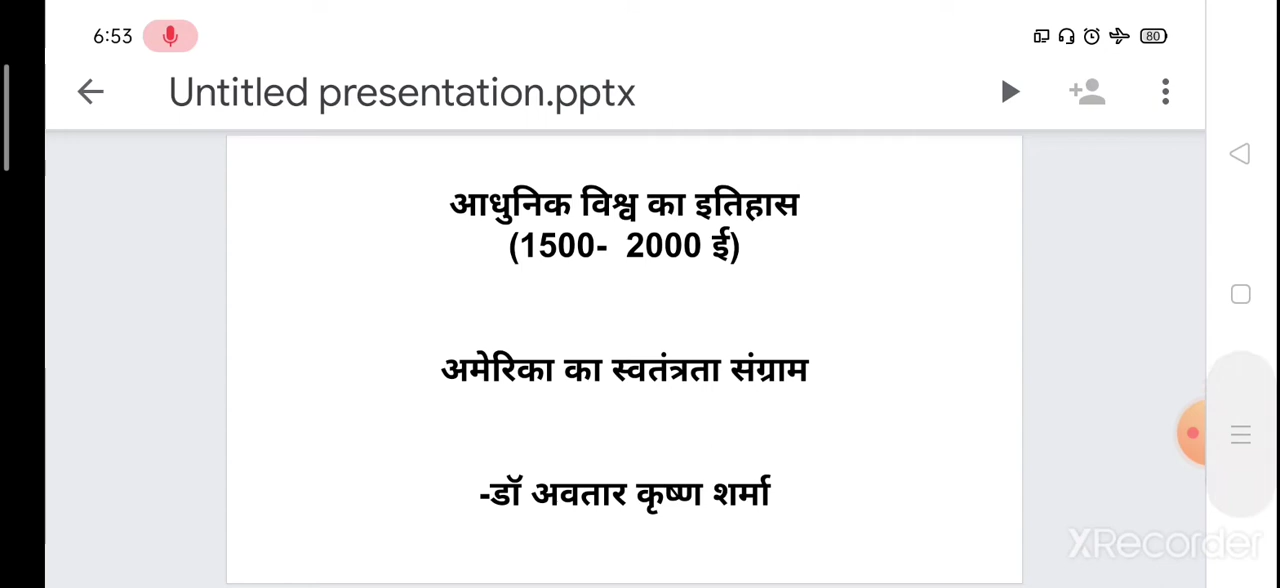 6:53
80
Untitled presentation.pptx
आधुनिक विश्व का इतिहास
(1500- 2000 ई)
अमेरिका का स्वतंत्रता संग्राम
-डॉ अवतार कृष्ण शर्मा
XRecorder